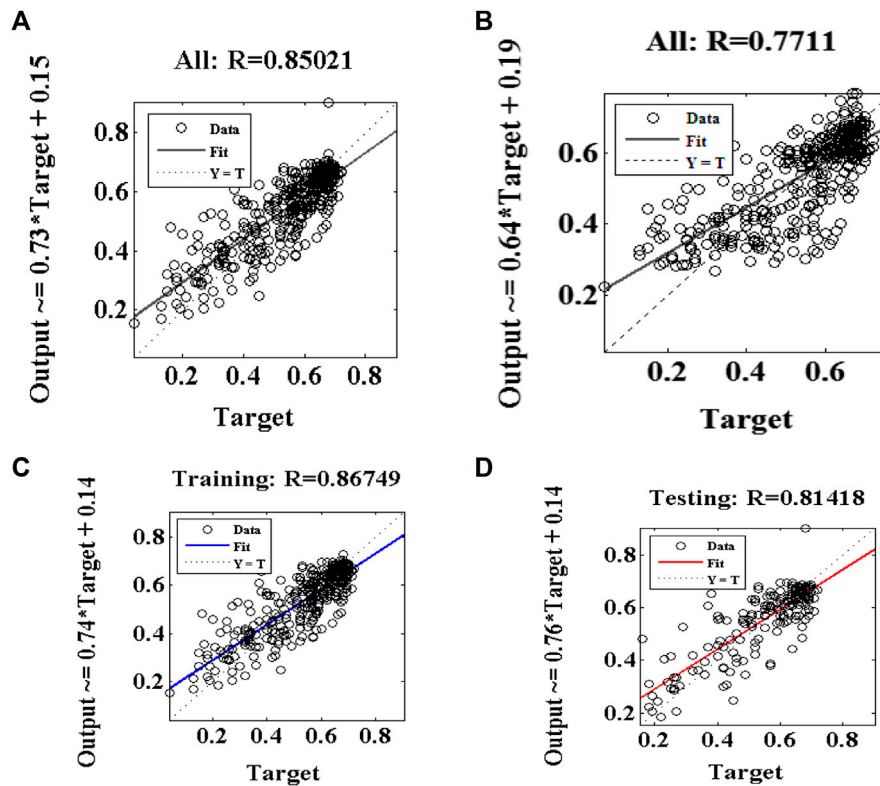 A
All: R=0.85021
Output ~= 0.73*Target + 0.15
0.8
0.6
0.4
0.2
Data
Fit
Y = T
0.2 0.4 0.6 0.8
Target
B
All: R=0.7711
Output ~= 0.64*Target + 0.19
0.6
0.4
0.2
Data
Fit
Y = T
0.2 0.4 0.6
Target
C
Training: R=0.86749
Output ~= 0.74*Target + 0.14
0.8
0.6
0.4
0.2
Data
Fit
Y = T
0.2 0.4 0.6 0.8
Target
D
Testing: R=0.81418
Output ~= 0.76*Target + 0.14
0.8
0.6
0.4
0.2
Data
Fit
Y = T
0.2 0.4 0.6 0.8
Target